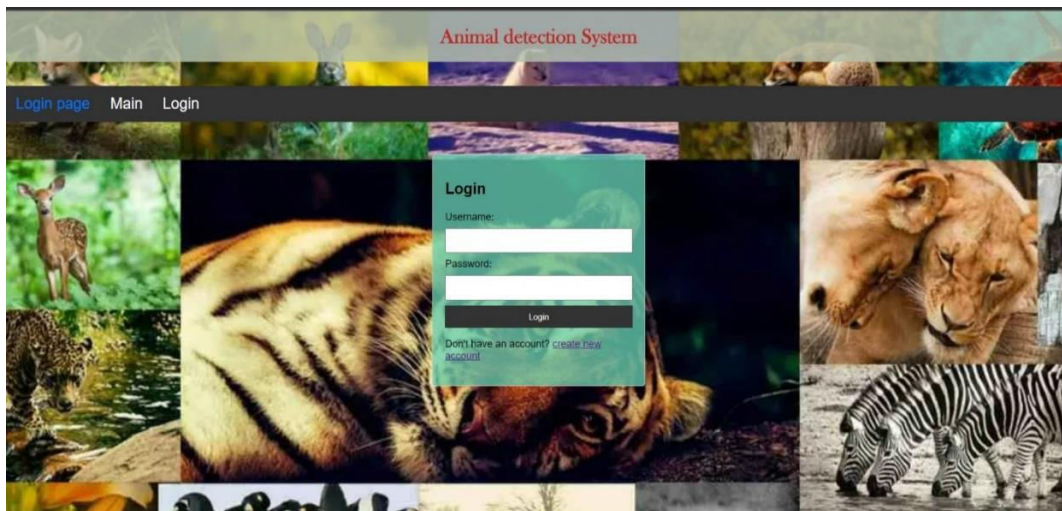 Animal detection System
Login page Main Login
Login
Username:
Password:
Login
Don't have an account? create new
account